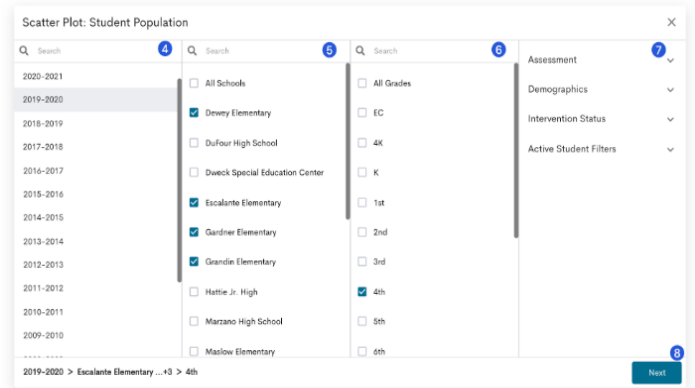 Scatter Plot: Student Population
Search
4
2020-2021
2019-2020
2018-2019
2017-2018
2016-2017
2015-2016
2014-2015
2013-2014
2012-2013
2011-2012
2010-2011
2009-2010
Search
5
All Schools
Dewey Elementary
DuFour High School
Dweck Special Education Center
Escalante Elementary
Gardner Elementary
Grandin Elementary
Hattie Jr. High
Marzano High School
Maslow Elementary
Search
6
All Grades
EC
4K
K
1st
2nd
3rd
4th
5th
6th
7
Assessment
Demographics
Intervention Status
Active Student Filters
8
2019-2020 > Escalante Elementary ...+3 > 4th
Next